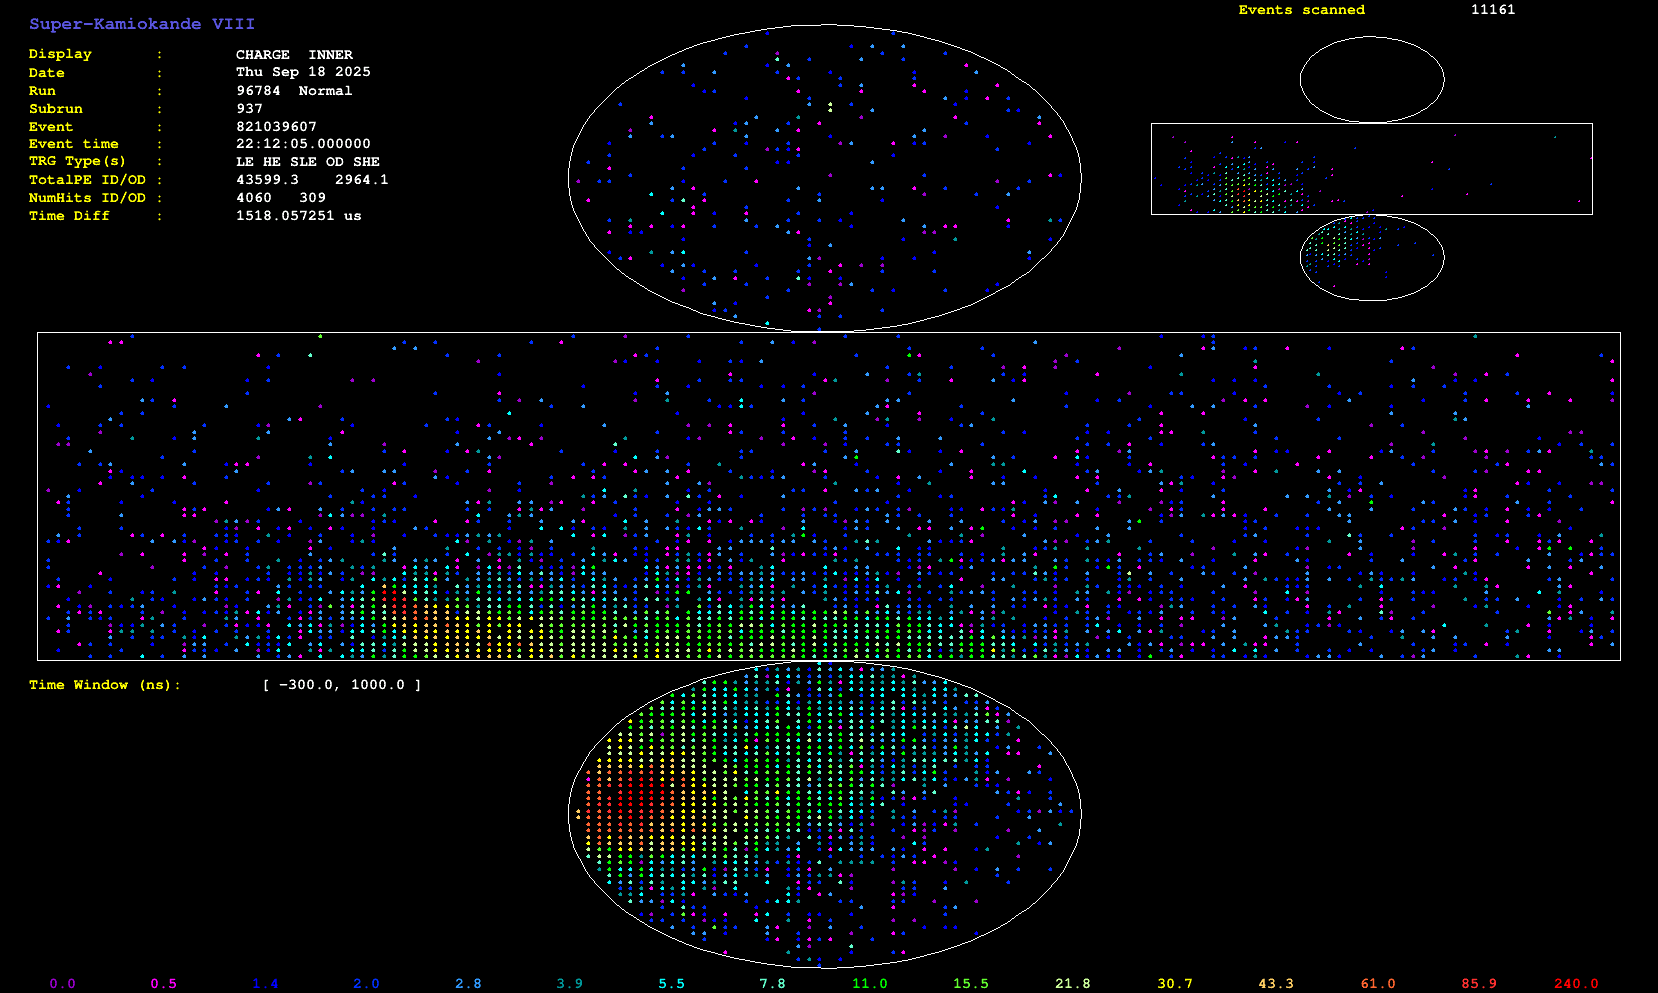 Super-Kamiokande VIII
Events scanned 11161
Display : CHARGE INNER
Date : Thu Sep 18 2025
Run : 96784 Normal
Subrun : 937
Event : 821039607
Event time : 22:12:05.000000
TRG Type(s) : LE HE SLE OD SHE
TotalPE ID/OD : 43599.3 2964.1
NumHits ID/OD : 4060 309
Time Diff : 1518.057251 us
Time Window (ns): [ -300.0, 1000.0 ]
0.0 0.5 1.4 2.0 2.8 3.9 5.5 7.8 11.0 15.5 21.8 30.7 43.3 61.0 85.9 240.0